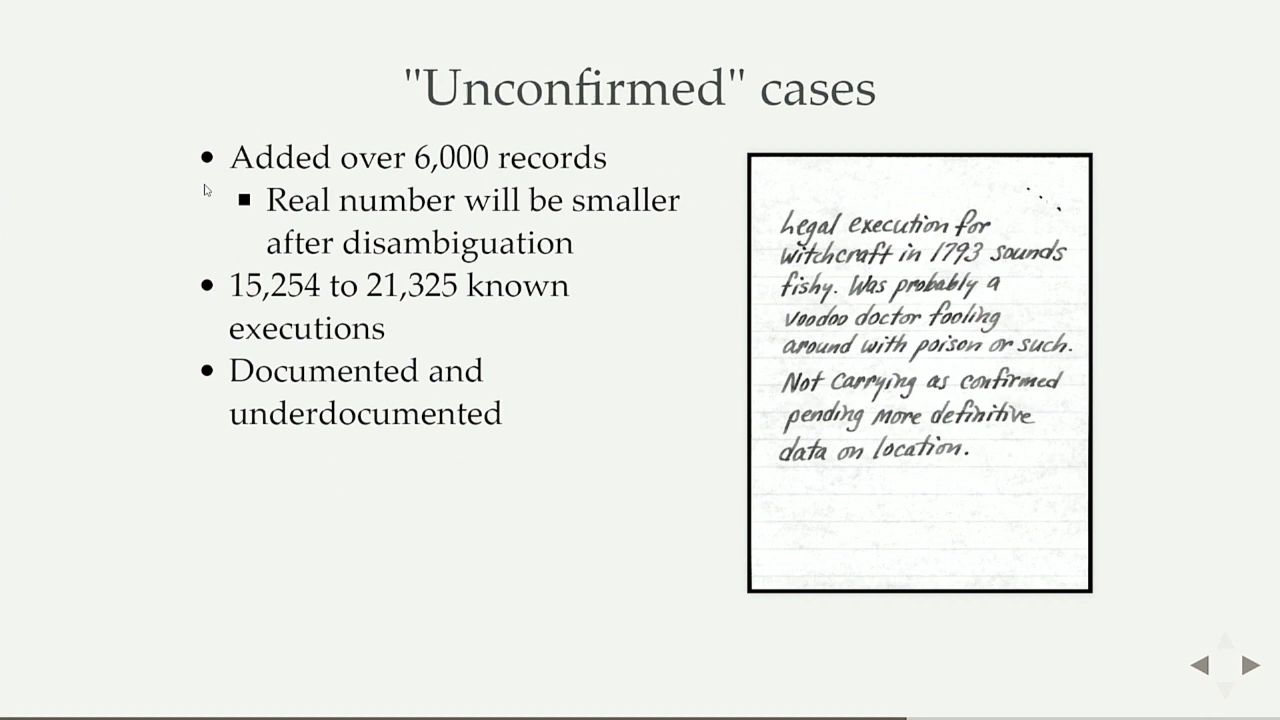 "Unconfirmed" cases
• Added over 6,000 records
▪ Real number will be smaller
after disambiguation
• 15,254 to 21,325 known
executions
• Documented and
underdocumented
Legal execution for
witchcraft in 1793 sounds
fishy. Was probably a
voodoo doctor fooling
around with poison or such.
Not carrying as confirmed
pending more definitive
data on location.